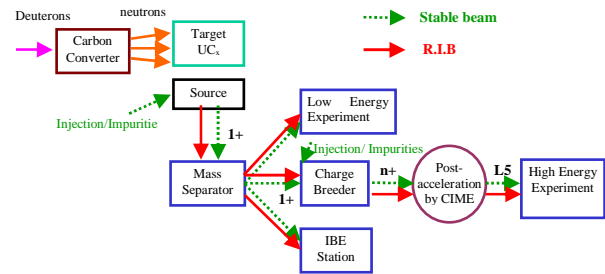 Deuterons
neutrons
Carbon
Converter
Target
UCx
Stable beam
R.I.B
Source
Injection/Impuritie
1+
Low Energy
Experiment
Injection/ Impurities
Mass
Separator
1+
Charge
Breeder
n+
Post-
acceleration
by CIME
L5
High Energy
Experiment
IBE
Station